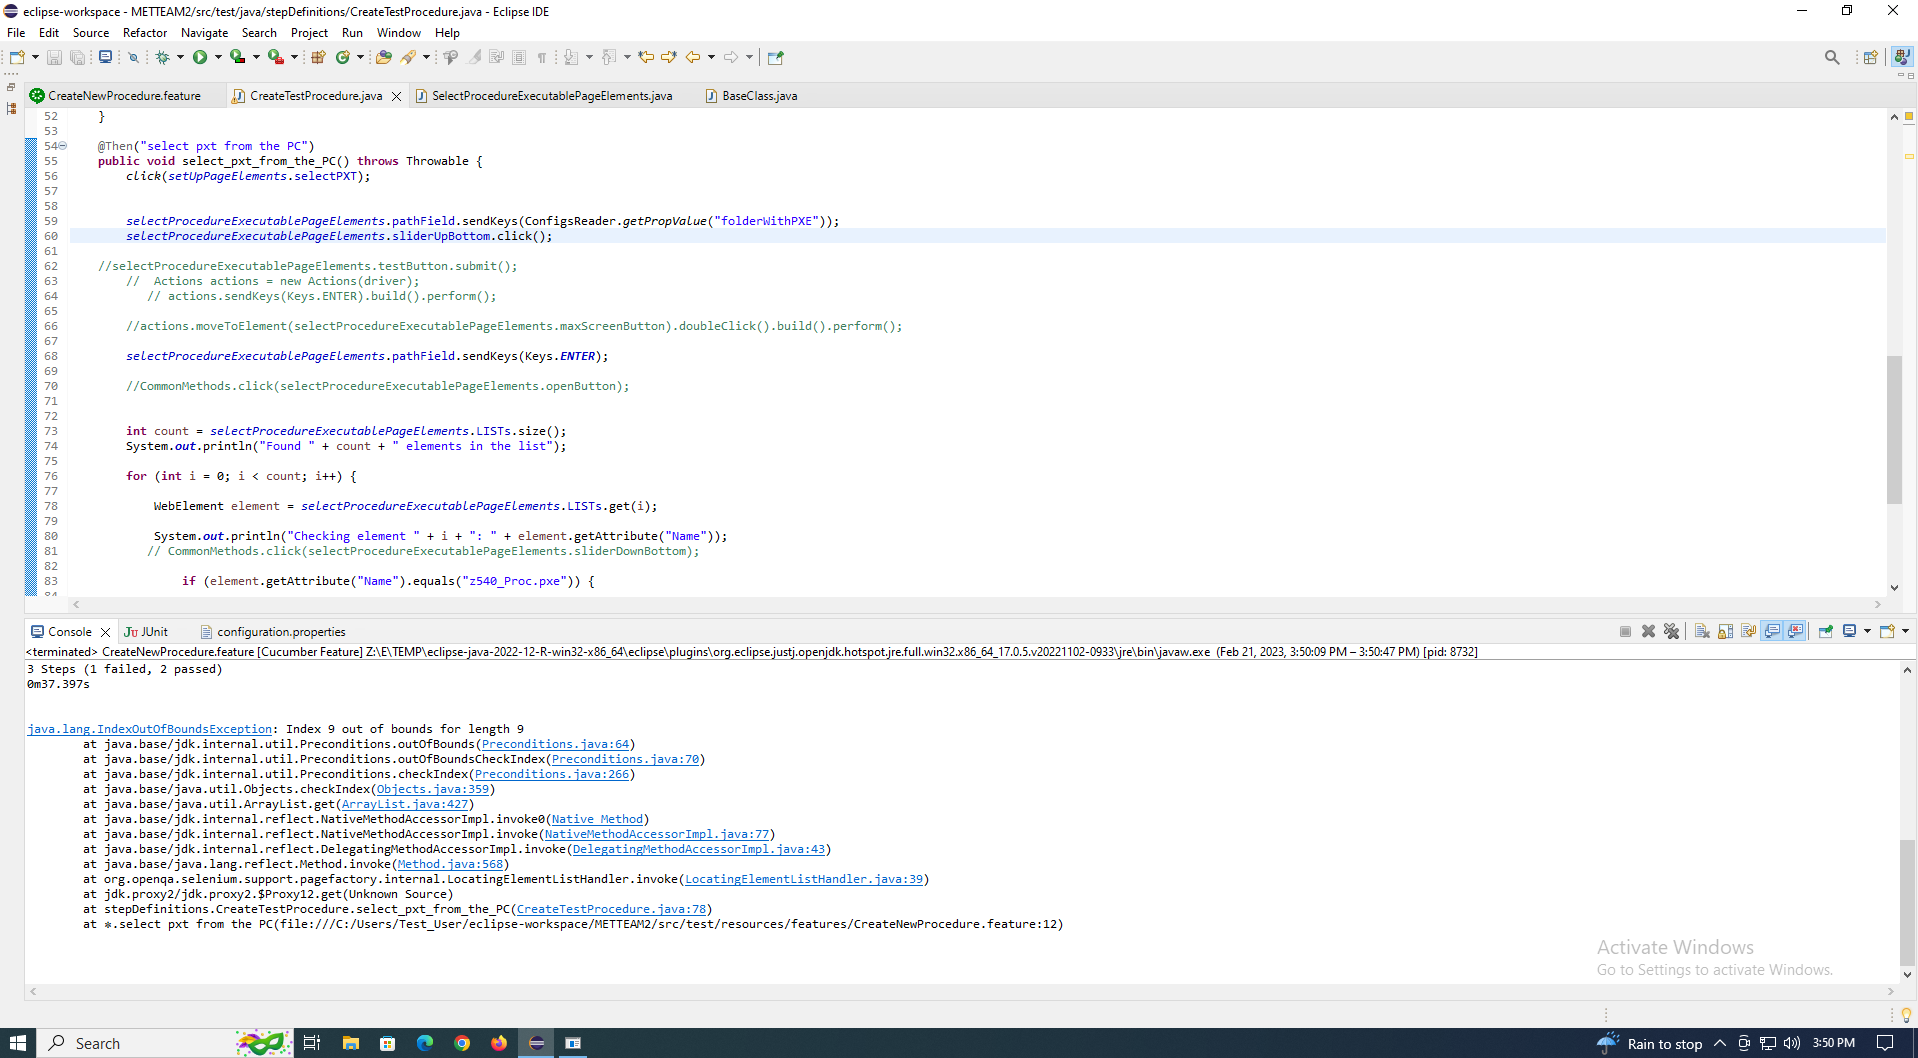 eclipse-workspace - METTEAM2/src/test/java/stepDefinitions/CreateTestProcedure.java - Eclipse IDE
File Edit Source Refactor Navigate Search Project Run Window Help
CreateNewProcedure.feature CreateTestProcedure.java SelectProcedureExecutablePageElements.java BaseClass.java
52 }
53
54 @Then("select pxt from the PC")
55 public void select_pxt_from_the_PC() throws Throwable {
56 click(setUpPageElements.selectPXT);
57
58
59 selectProcedureExecutablePageElements.pathField.sendKeys(ConfigsReader.getPropValue("folderWithPXE"));
60 selectProcedureExecutablePageElements.sliderUpBottom.click();
61
62 //selectProcedureExecutablePageElements.testButton.submit();
63 // Actions actions = new Actions(driver);
64 // actions.sendKeys(Keys.ENTER).build().perform();
65
66 //actions.moveToElement(selectProcedureExecutablePageElements.maxScreenButton).doubleClick().build().perform();
67
68 selectProcedureExecutablePageElements.pathField.sendKeys(Keys.ENTER);
69
70 //CommonMethods.click(selectProcedureExecutablePageElements.openButton);
71
72
73 int count = selectProcedureExecutablePageElements.LISTs.size();
74 System.out.println("Found " + count + " elements in the list");
75
76 for (int i = 0; i < count; i++) {
77
78 WebElement element = selectProcedureExecutablePageElements.LISTs.get(i);
79
80 System.out.println("Checking element " + i + ": " + element.getAttribute("Name"));
81 // CommonMethods.click(selectProcedureExecutablePageElements.sliderDownBottom);
82
83 if (element.getAttribute("Name").equals("z540_Proc.pxe")) {
84
Console JUnit configuration.properties
<terminated> CreateNewProcedure.feature [Cucumber Feature] Z:\E\TEMP\eclipse-java-2022-12-R-win32-x86_64\eclipse\plugins\org.eclipse.justj.openjdk.hotspot.jre.full.win32.x86_64_17.0.5.v20221102-0933\jre\bin\javaw.exe (Feb 21, 2023, 3:50:09 PM – 3:50:47 PM) [pid: 8732]
3 Steps (1 failed, 2 passed)
0m37.397s
java.lang.IndexOutOfBoundsException: Index 9 out of bounds for length 9
at java.base/jdk.internal.util.Preconditions.outOfBounds(Preconditions.java:64)
at java.base/jdk.internal.util.Preconditions.outOfBoundsCheckIndex(Preconditions.java:70)
at java.base/jdk.internal.util.Preconditions.checkIndex(Preconditions.java:266)
at java.base/java.util.Objects.checkIndex(Objects.java:359)
at java.base/java.util.ArrayList.get(ArrayList.java:427)
at java.base/jdk.internal.reflect.NativeMethodAccessorImpl.invoke0(Native Method)
at java.base/jdk.internal.reflect.NativeMethodAccessorImpl.invoke(NativeMethodAccessorImpl.java:77)
at java.base/jdk.internal.reflect.DelegatingMethodAccessorImpl.invoke(DelegatingMethodAccessorImpl.java:43)
at java.base/java.lang.reflect.Method.invoke(Method.java:568)
at org.openqa.selenium.support.pagefactory.internal.LocatingElementListHandler.invoke(LocatingElementListHandler.java:39)
at jdk.proxy2/jdk.proxy2.$Proxy12.get(Unknown Source)
at stepDefinitions.CreateTestProcedure.select_pxt_from_the_PC(CreateTestProcedure.java:78)
at *.select pxt from the PC(file:///C:/Users/Test_User/eclipse-workspace/METTEAM2/src/test/resources/features/CreateNewProcedure.feature:12)
Activate Windows
Go to Settings to activate Windows.
Search Rain to stop 3:50 PM